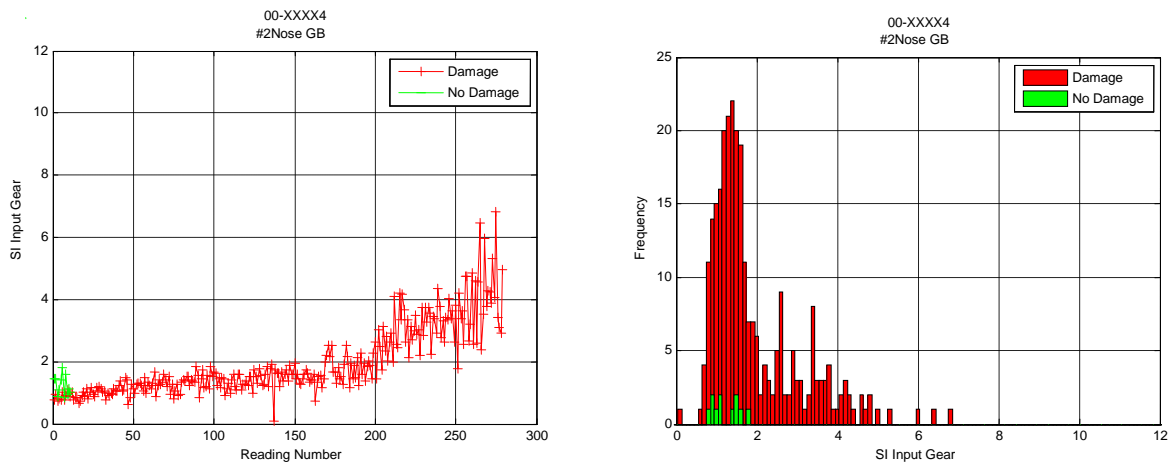 00-XXXX4
#2Nose GB
12
10
8
6
4
2
0
0
50
100
150
200
250
300
SI Input Gear
Reading Number
Damage
No Damage
00-XXXX4
#2Nose GB
25
20
15
10
5
0
0
2
4
6
8
10
12
Frequency
SI Input Gear
Damage
No Damage